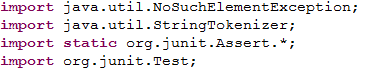 import java.util.NoSuchElementException;
import java.util.StringTokenizer;
import static org.junit.Assert.*;
import org.junit.Test;